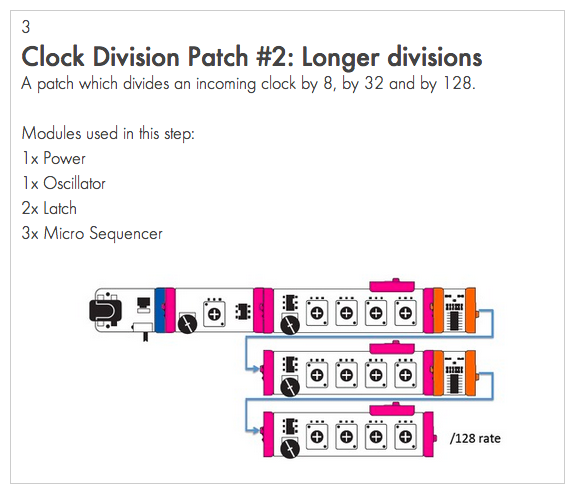 3
Clock Division Patch #2: Longer divisions
A patch which divides an incoming clock by 8, by 32 and by 128.
Modules used in this step:
1x Power
1x Oscillator
2x Latch
3x Micro Sequencer
/128 rate